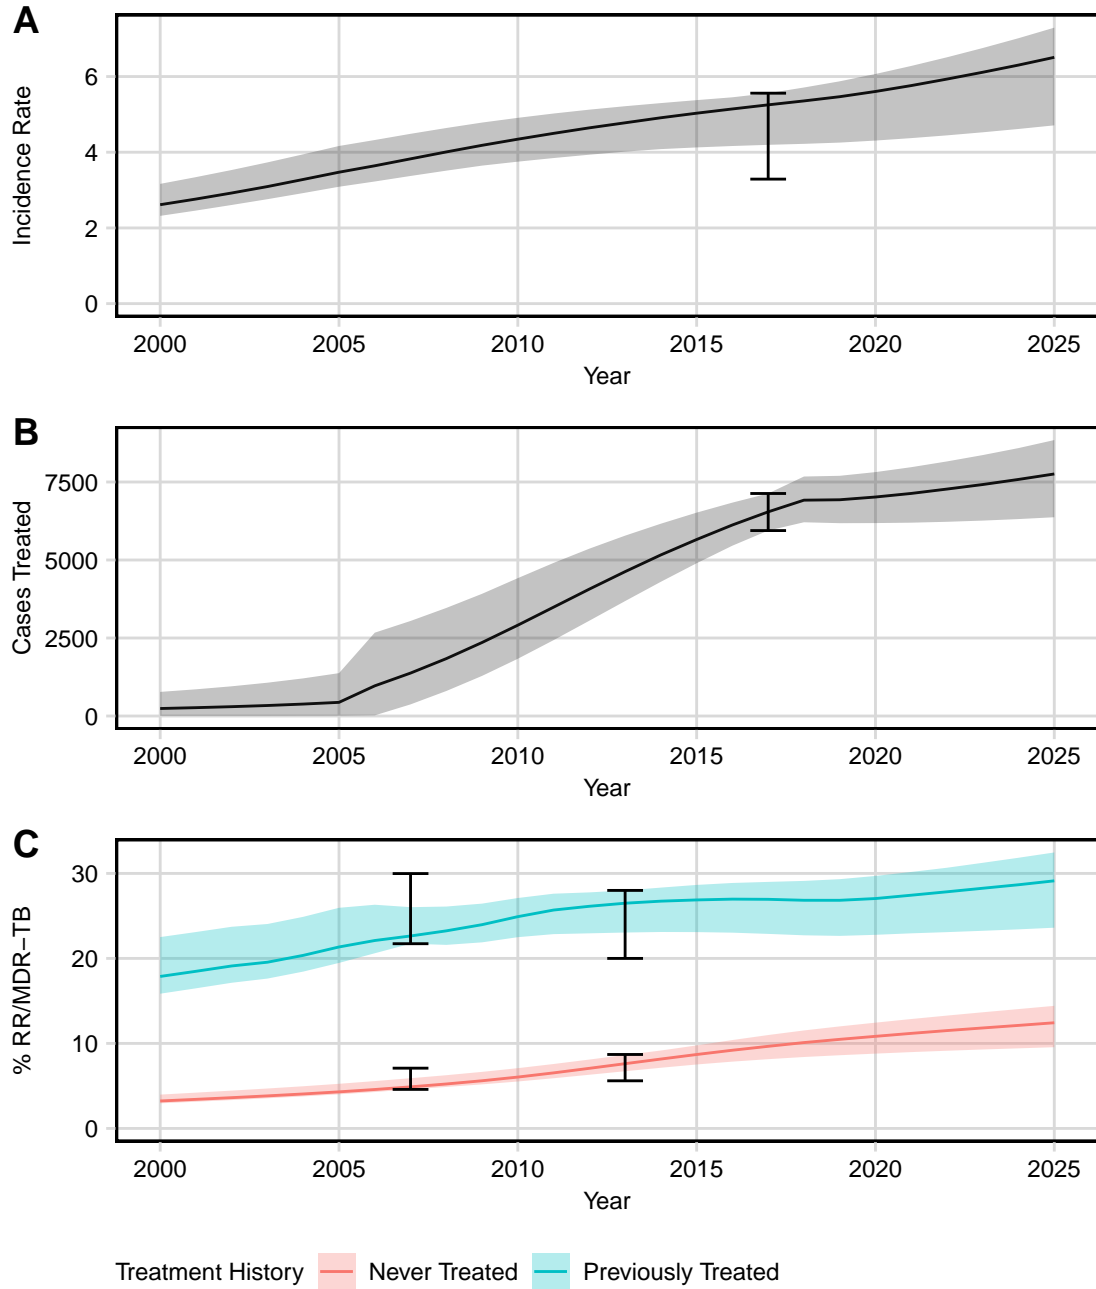 A
Incidence Rate
6
4
2
0
2000 2005 2010 2015 2020 2025
Year
B
Cases Treated
7500
5000
2500
0
2000 2005 2010 2015 2020 2025
Year
C
% RR/MDR−TB
30
20
10
0
2000 2005 2010 2015 2020 2025
Year
Treatment History Never Treated Previously Treated